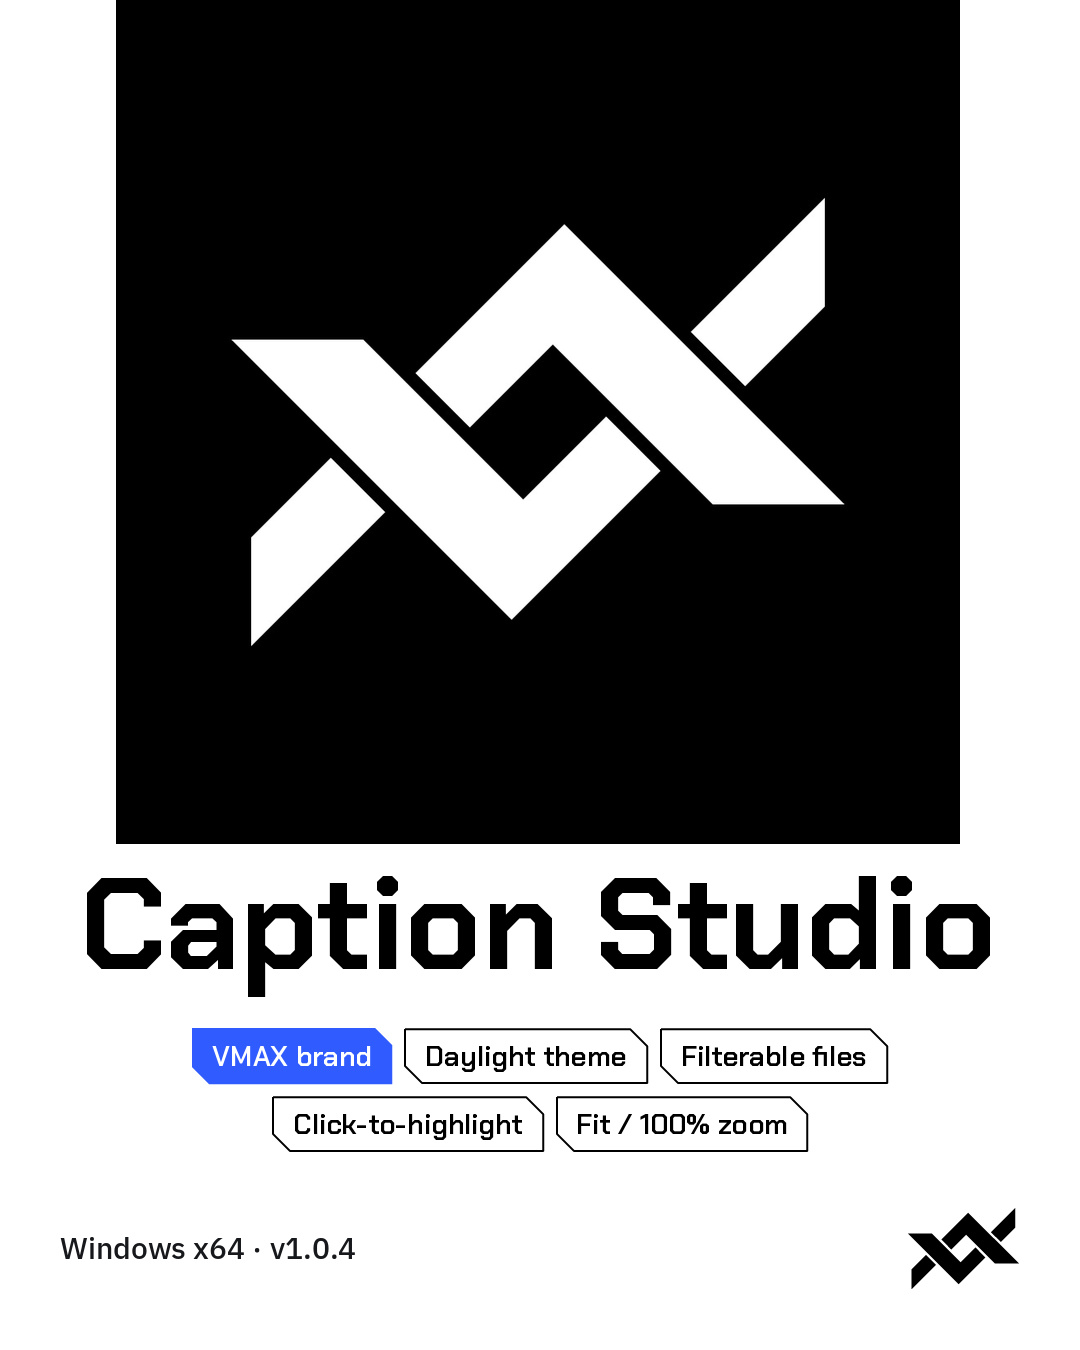 Caption Studio
VMAX brand
Daylight theme
Filterable files
Click-to-highlight
Fit / 100% zoom
Windows x64 · v1.0.4